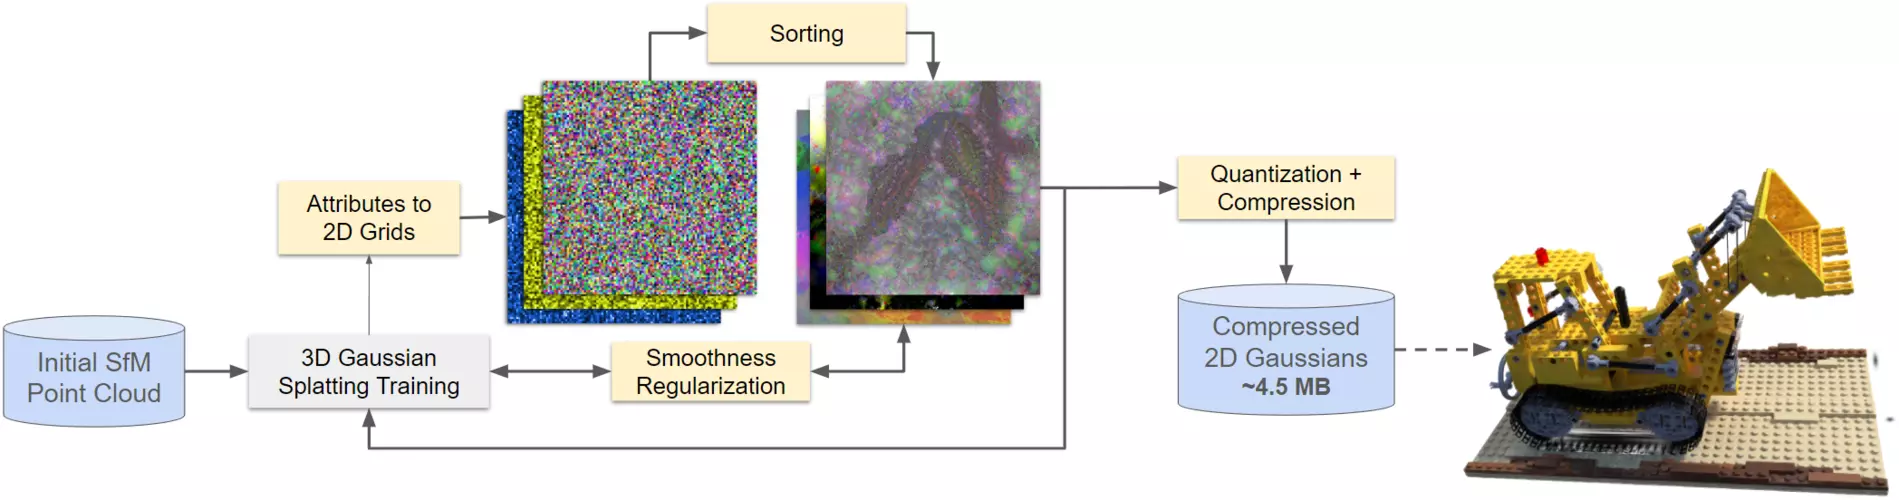 Sorting
Attributes to
2D Grids
Quantization +
Compression
Initial SfM
Point Cloud
3D Gaussian
Splatting Training
Smoothness
Regularization
Compressed
2D Gaussians
~4.5 MB